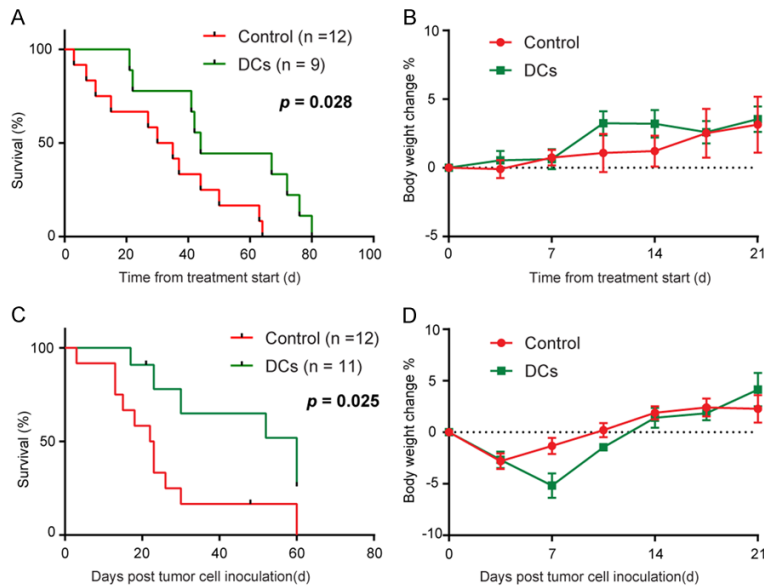 A
Control (n =12)
DCs (n = 9)
p = 0.028
Survival (%)
100
50
0
0 20 40 60 80 100
Time from treatment start (d)
B
Control
DCs
Body weight change %
10
5
0
-5
0 7 14 21
Time from treatment start (d)
C
Control (n =12)
DCs (n = 11)
p = 0.025
Survival (%)
100
50
0
0 20 40 60 80
Days post tumor cell inoculation(d)
D
Control
DCs
Body weight change %
10
5
0
-5
-10
0 7 14 21
Days post tumor cell inoculation(d)